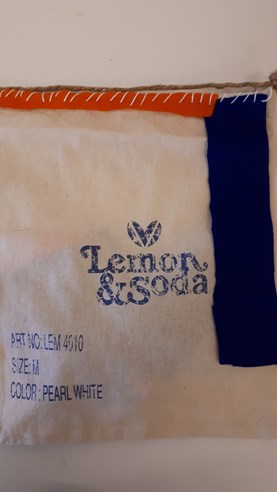 Lemon
&Soda
ART NO: LEM 4010
SIZE: M
COLOR: PEARL WHITE